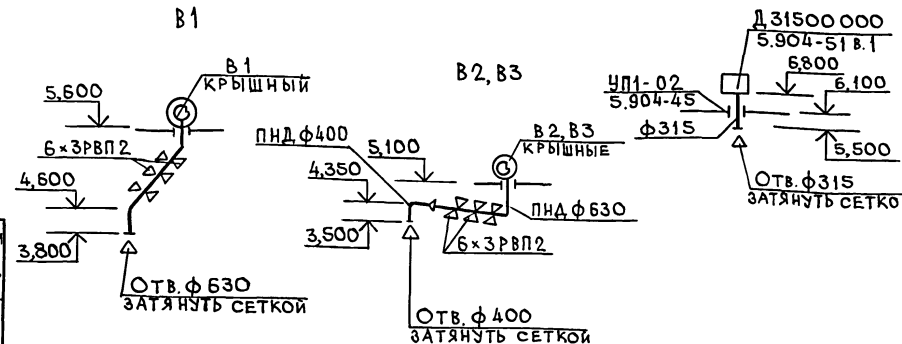 В1
В1
КРЫШНЫЙ
5,600
6×3РВП2
4,600
3,800
ОТВ. ф 630
ЗАТЯНУТЬ СЕТКОЙ
В2, В3
ПНД ф400
5,100
4,350
3,500
В2, В3
КРЫШНЫЕ
ПНД ф 630
6×3РВП2
ОТВ. ф 400
ЗАТЯНУТЬ СЕТКОЙ
Д 31500 000
5.904-51 В.1
УП1-02
5.904-45
ф315
6,800
6,100
5,500
ОТВ. ф315
ЗАТЯНУТЬ СЕТКО